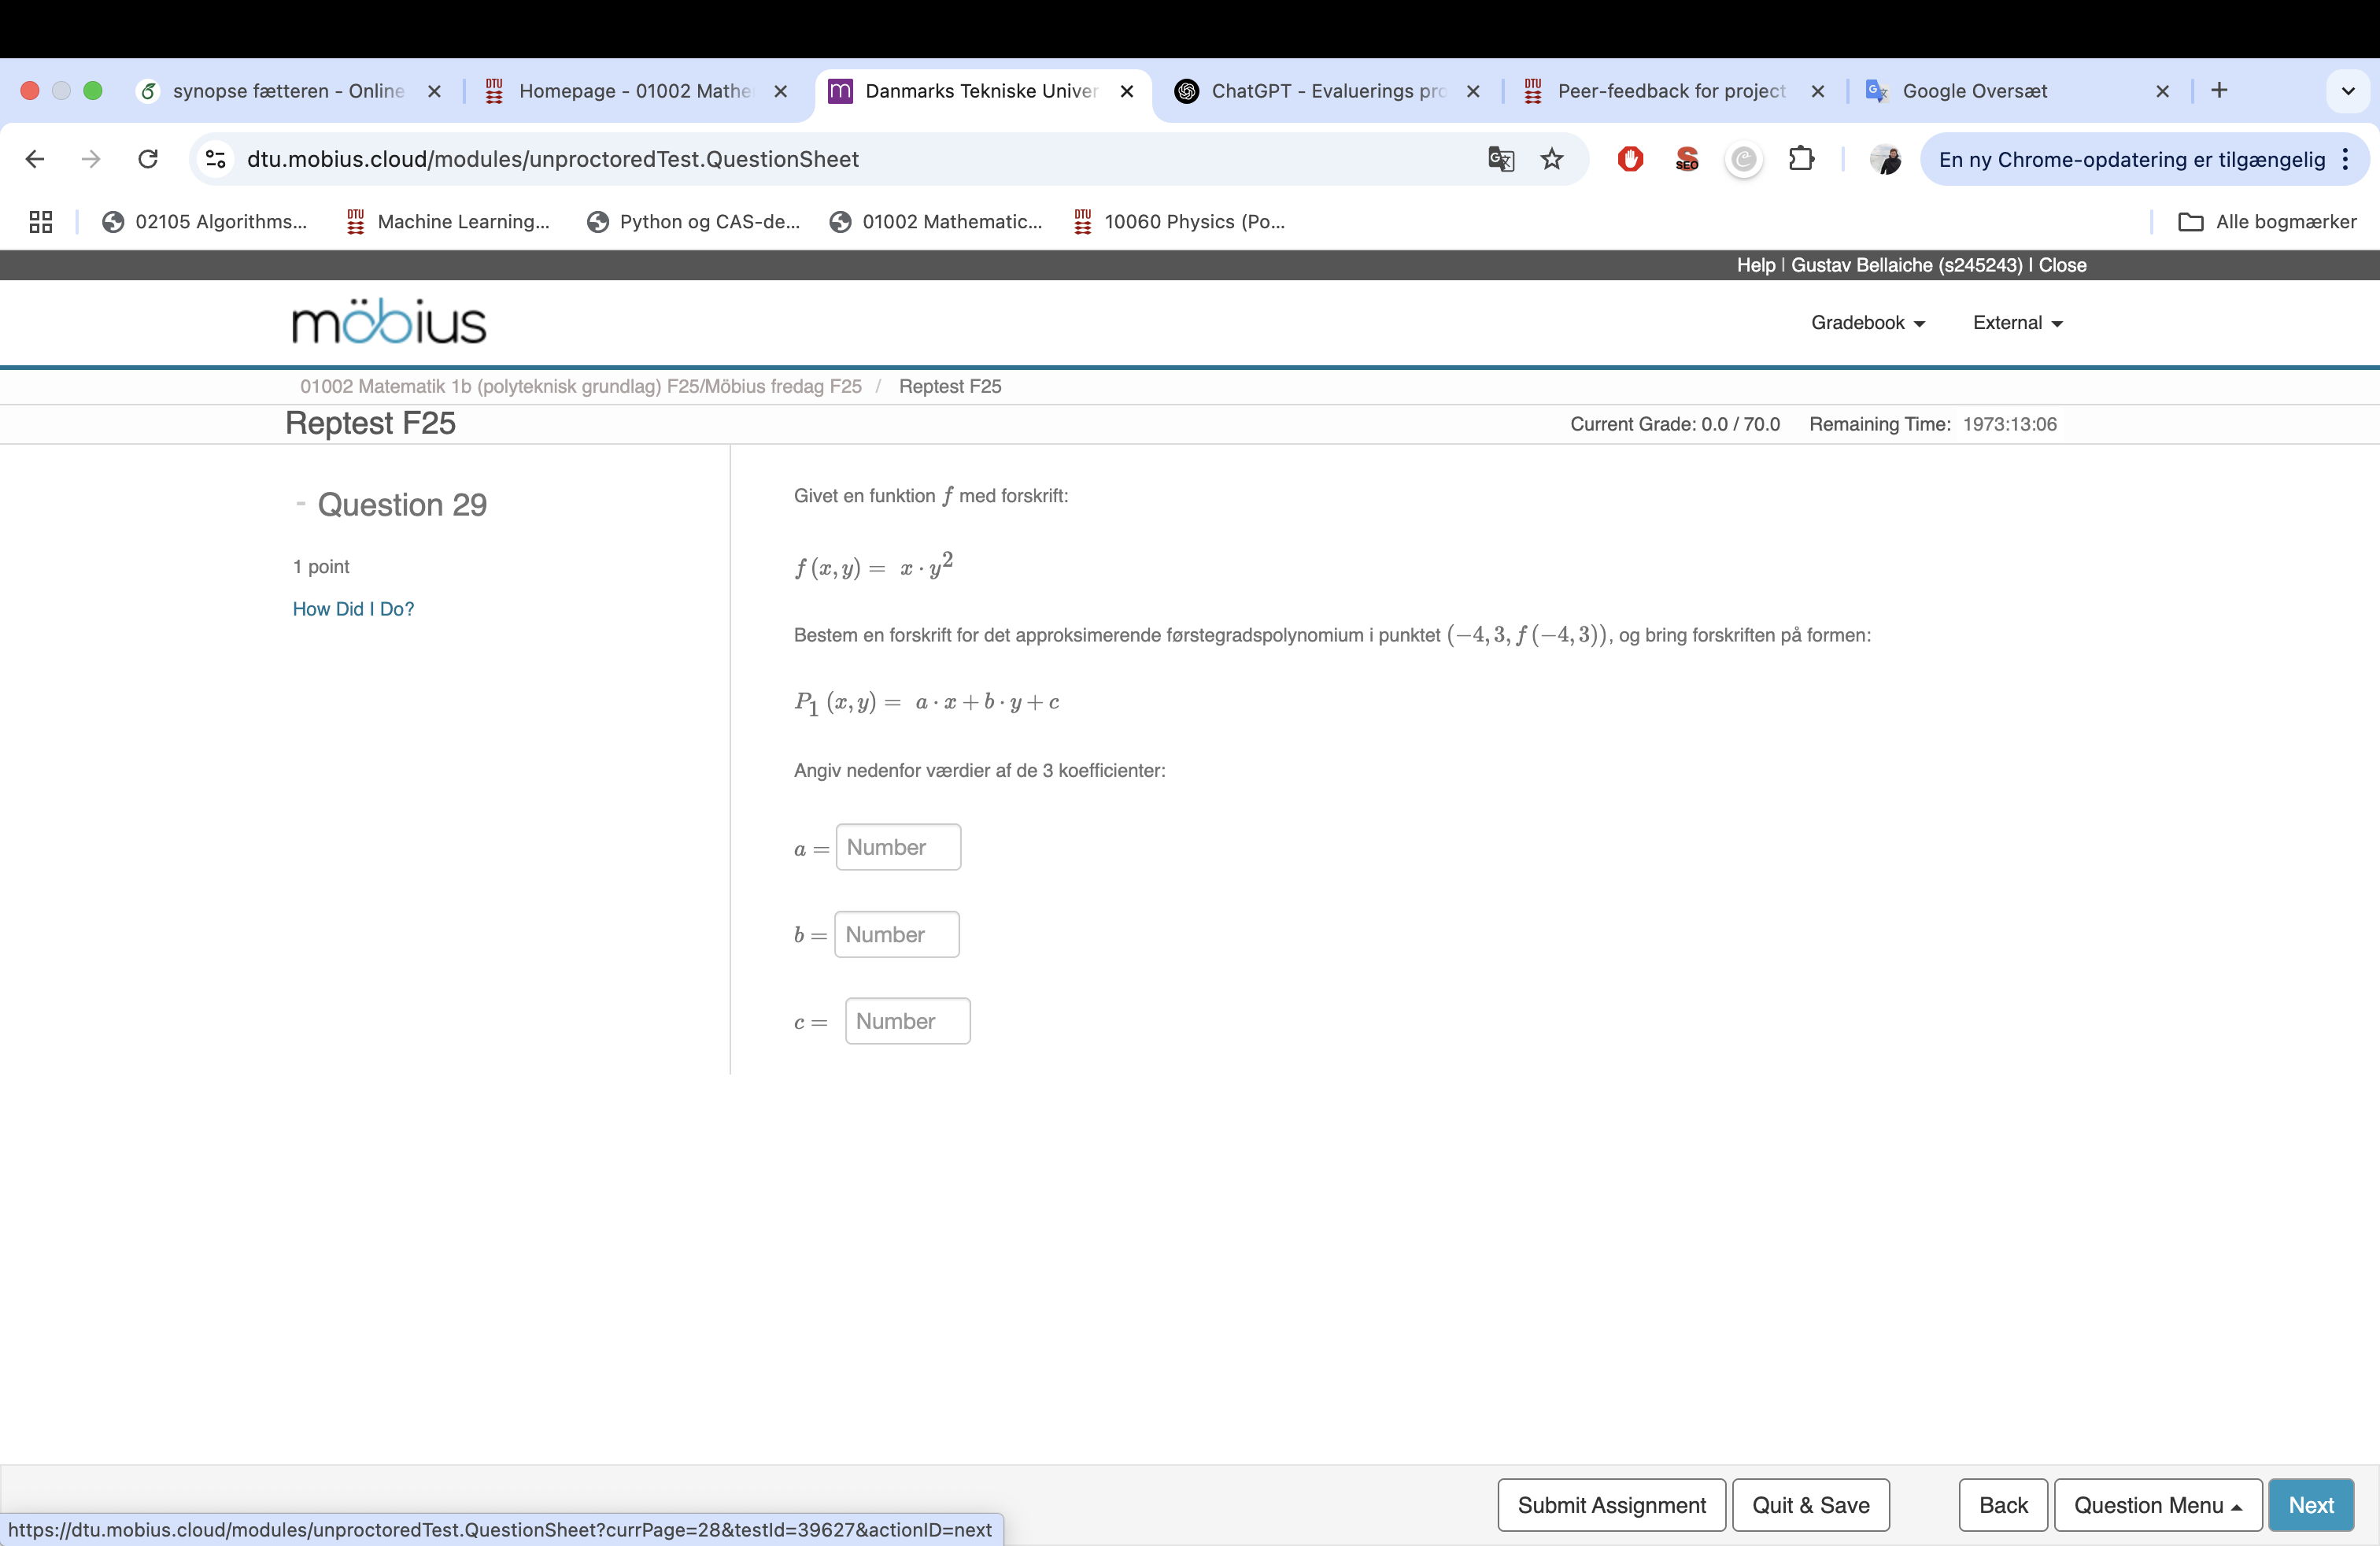 synopse fætteren - Online
Homepage - 01002 Mathe
Danmarks Tekniske Univer
ChatGPT - Evaluerings pro
Peer-feedback for project
Google Oversæt
dtu.mobius.cloud/modules/unproctoredTest.QuestionSheet
SEO
En ny Chrome-opdatering er tilgængelig
02105 Algorithms...
DTU
Machine Learning...
Python og CAS-de...
01002 Mathematic...
DTU
10060 Physics (Po...
Alle bogmærker
Help | Gustav Bellaiche (s245243) | Close
möbius
Gradebook
External
01002 Matematik 1b (polyteknisk grundlag) F25/Möbius fredag F25 / Reptest F25
Reptest F25
Current Grade: 0.0 / 70.0 Remaining Time: 1973:13:06
- Question 29
1 point
How Did I Do?
Givet en funktion f med forskrift:
f (x, y) = x · y²
Bestem en forskrift for det approksimerende førstegradspolynomium i punktet (−4, 3, f (−4, 3)), og bring forskriften på formen:
P₁ (x, y) = a · x + b · y + c
Angiv nedenfor værdier af de 3 koefficienter:
a = Number
b = Number
c = Number
Submit Assignment
Quit & Save
Back
Question Menu
Next
https://dtu.mobius.cloud/modules/unproctoredTest.QuestionSheet?currPage=28&testId=39627&actionID=next